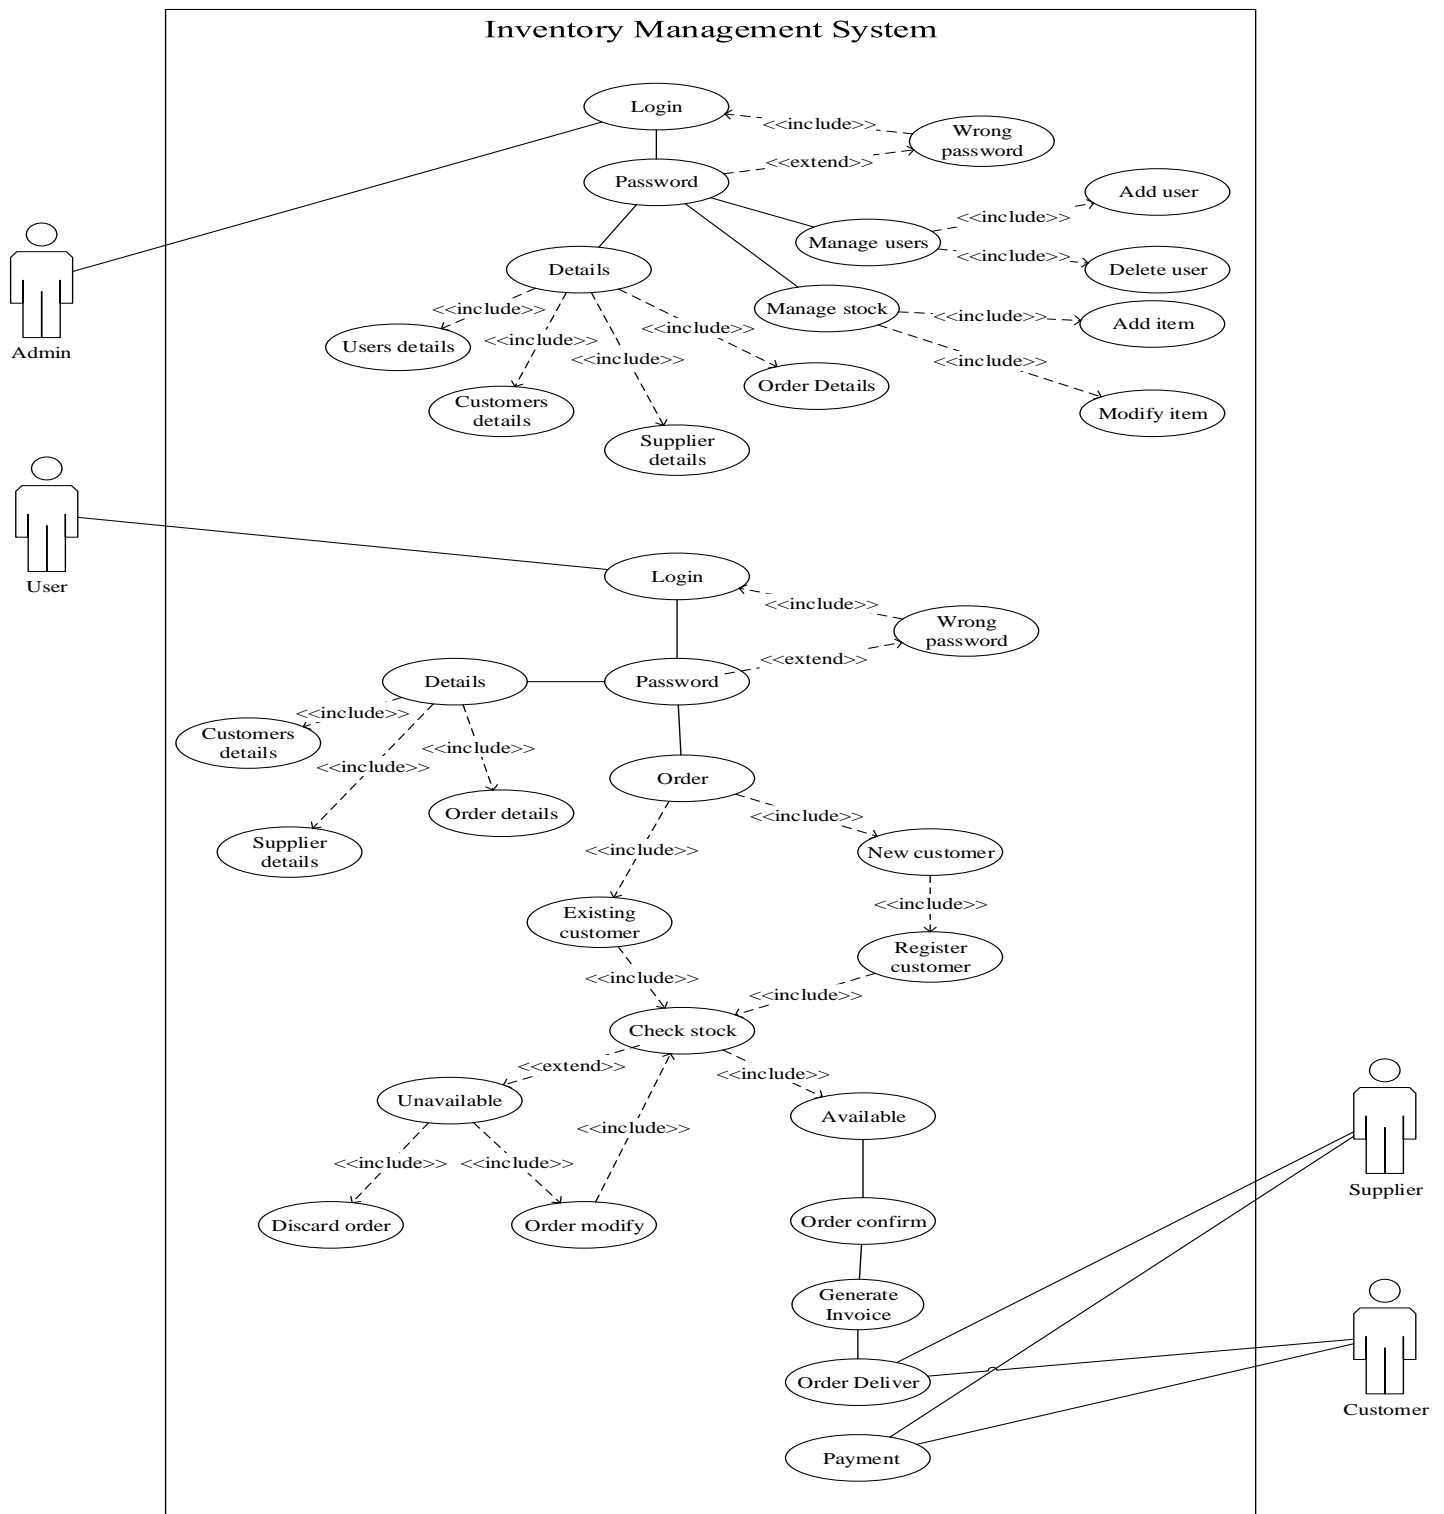 Inventory Management System
Login
<<include>>
Wrong
password
<<extend>>
Password
Add user
<<include>>
Manage users
<<include>>
Delete user
Details
<<include>>
Manage stock
<<include>>
Add item
Admin
Users details
<<include>>
<<include>>
<<include>>
<<include>>
Order Details
Customers
details
Modify item
Supplier
details
User
Login
<<include>>
Wrong
password
<<extend>>
Details
Password
<<include>>
Customers
details
<<include>>
<<include>>
Order
Order details
<<include>>
Supplier
details
<<include>>
New customer
<<include>>
Existing
customer
Register
customer
<<include>>
<<include>>
Check stock
<<extend>>
<<include>>
Unavailable
Available
<<include>>
<<include>>
<<include>>
Supplier
Discard order
Order modify
Order confirm
Generate
Invoice
Order Deliver
Customer
Payment